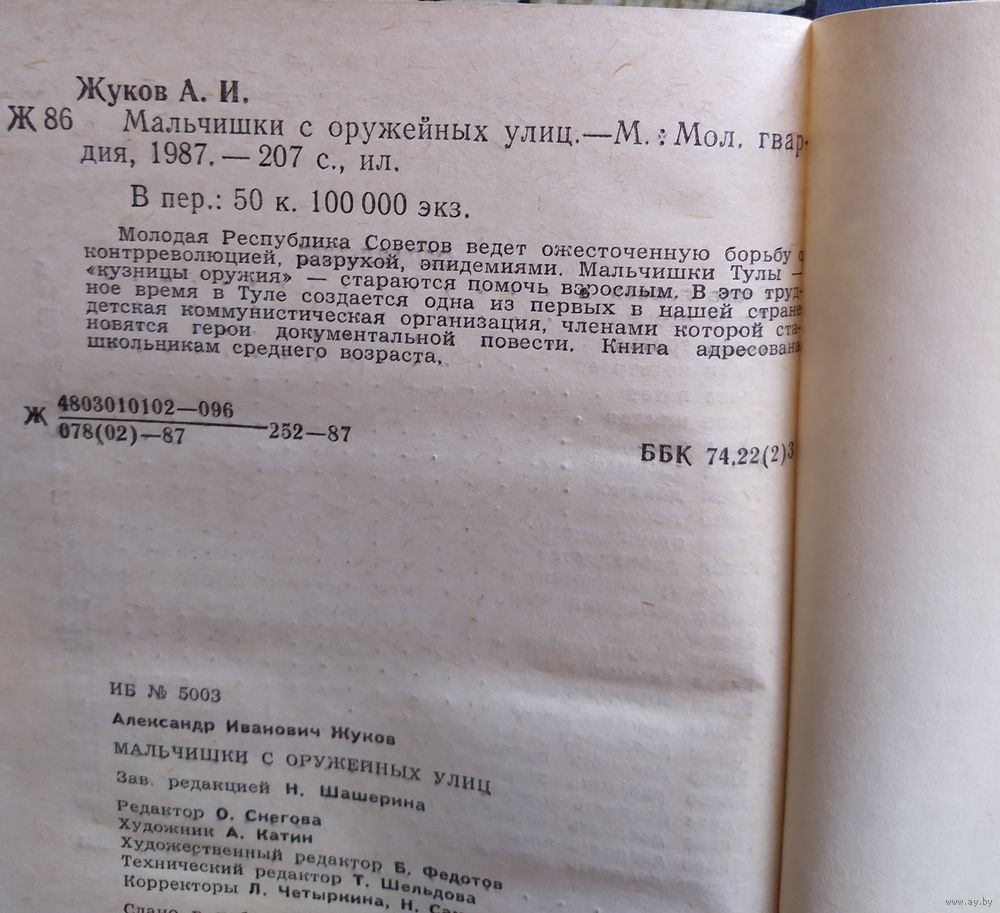 Жуков А. И.
Ж 86 Мальчишки с оружейных улиц.—М.: Мол. гвар-
дия, 1987.— 207 с., ил.
В пер.: 50 к. 100 000 экз.
Молодая Республика Советов ведет ожесточенную борьбу с
контрреволюцией, разрухой, эпидемиями. Мальчишки Тулы —
«кузницы оружия» — стараются помочь взрослым. В это труд-
ное время в Туле создается одна из первых в нашей стране
детская коммунистическая организация, членами которой ста-
новятся герои документальной повести. Книга адресована
школьникам среднего возраста.
Ж 4803010102—096
078(02)—87 252—87
ББК 74.22(2)3
ИБ № 5003
Александр Иванович Жуков
МАЛЬЧИШКИ С ОРУЖЕЙНЫХ УЛИЦ
Зав. редакцией Н. Шашерина
Редактор О. Снегова
Художник А. Катин
Художественный редактор Б. Федотов
Технический редактор Т. Шельдова
Корректоры Л. Четыркина, Н.
www.ay.by